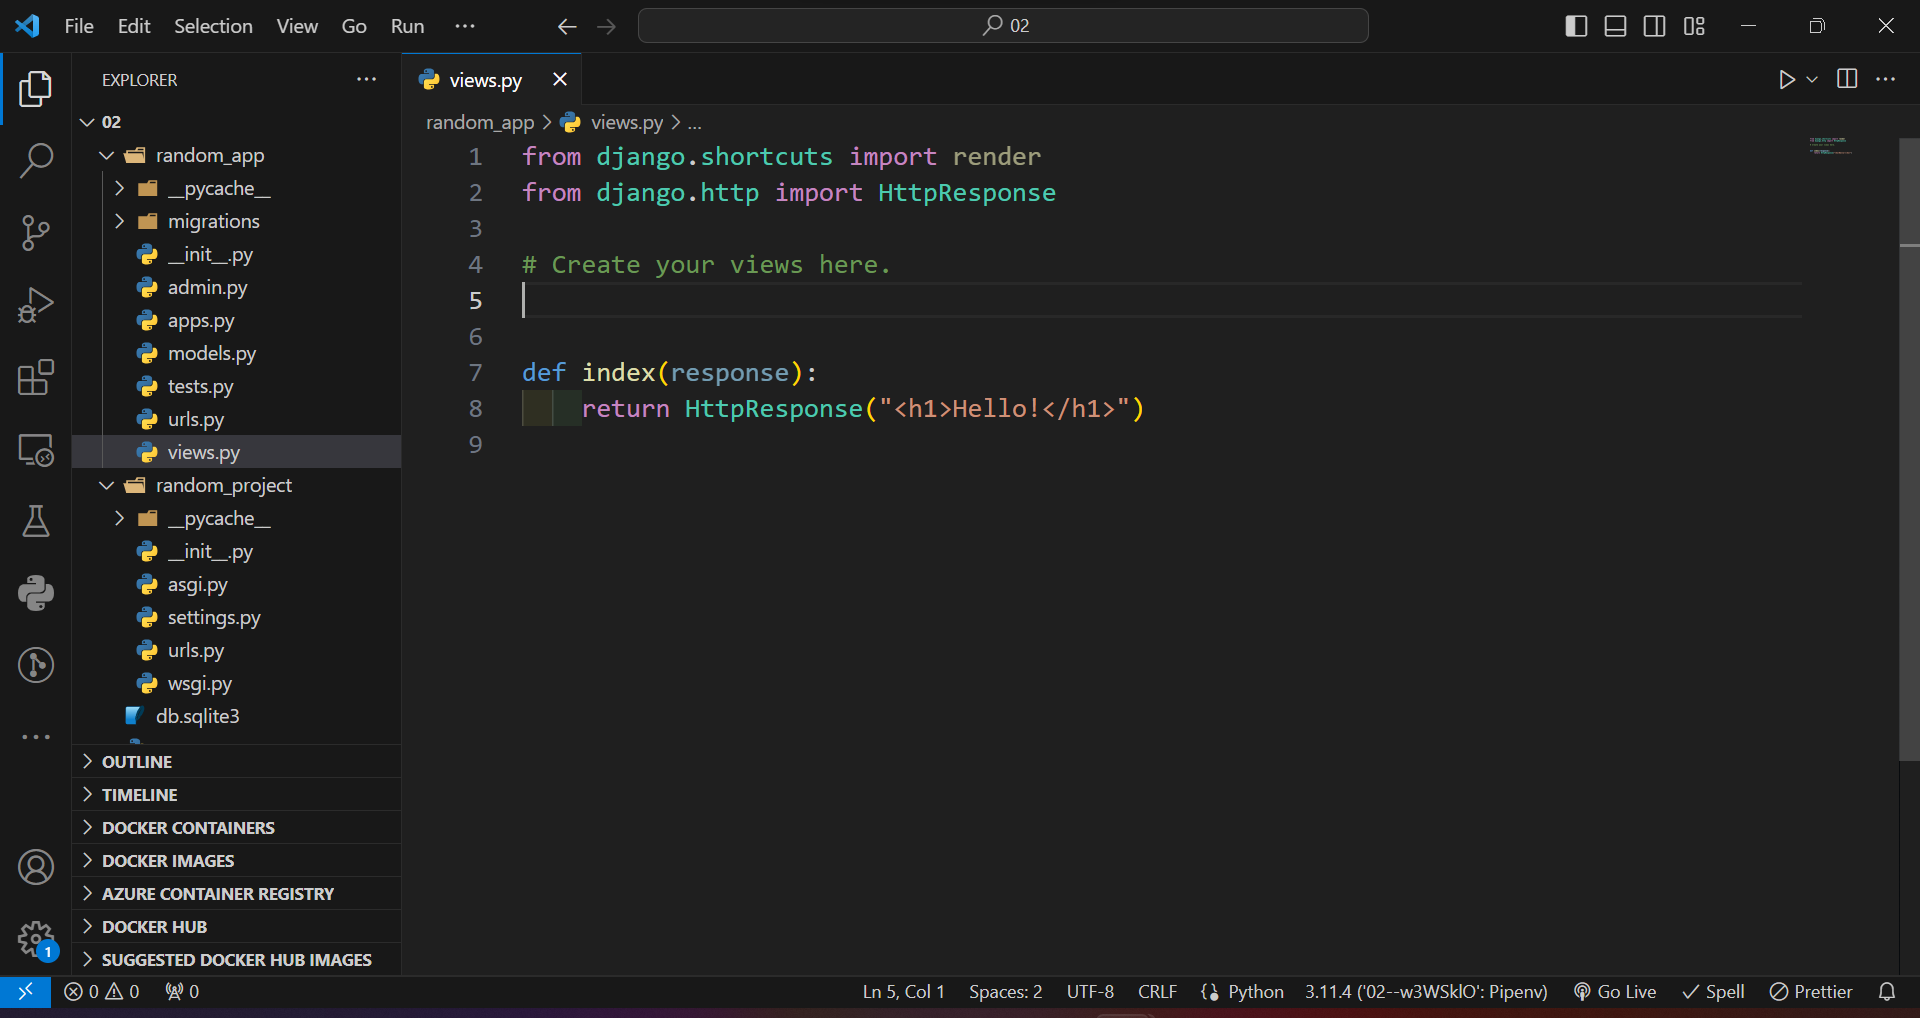 File Edit Selection View Go Run
02
EXPLORER
02
random_app
__pycache__
migrations
__init__.py
admin.py
apps.py
models.py
tests.py
urls.py
views.py
random_project
__pycache__
__init__.py
asgi.py
settings.py
urls.py
wsgi.py
db.sqlite3
OUTLINE
TIMELINE
DOCKER CONTAINERS
DOCKER IMAGES
AZURE CONTAINER REGISTRY
DOCKER HUB
SUGGESTED DOCKER HUB IMAGES
1
views.py
random_app > views.py > ...
1 from django.shortcuts import render
2 from django.http import HttpResponse
3
4 # Create your views here.
5
6
7 def index(response):
8 return HttpResponse("<h1>Hello!</h1>")
9
0 0 0 Ln 5, Col 1 Spaces: 2 UTF-8 CRLF Python 3.11.4 ('02--w3WSklO': Pipenv) Go Live Spell Prettier